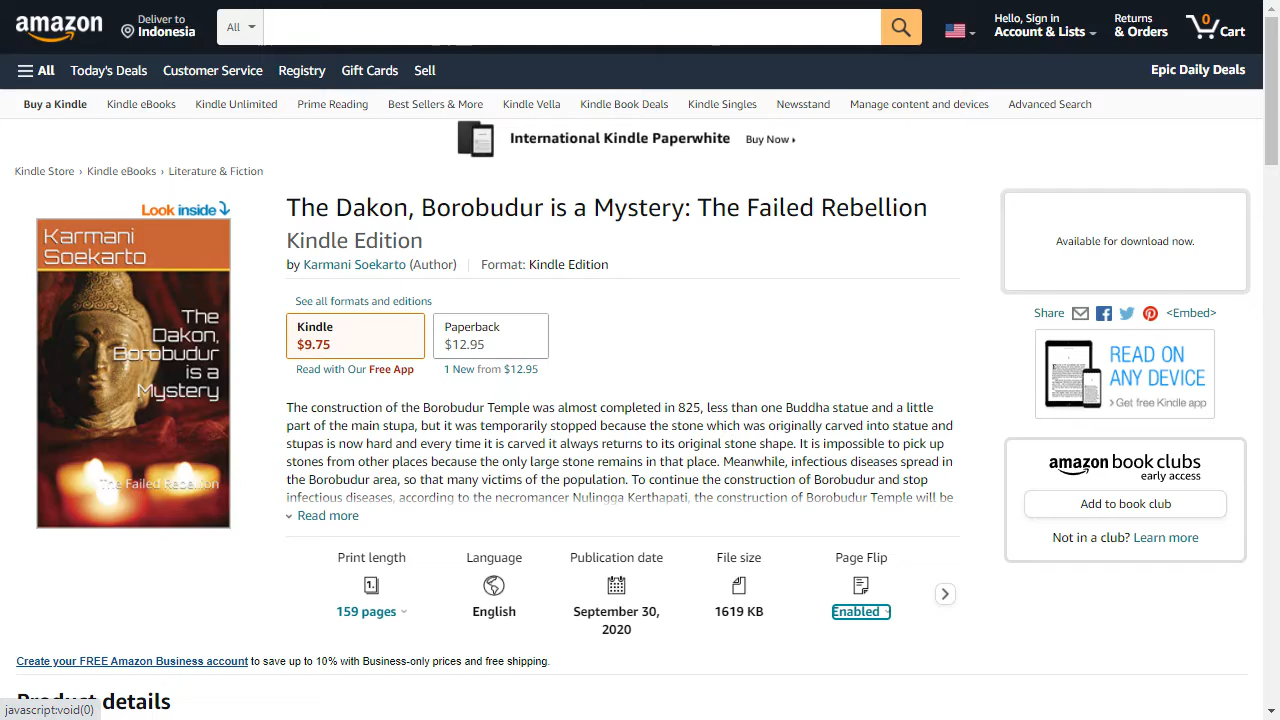 amazon
Deliver to
Indonesia
All
Hello, Sign in
Account & Lists
Returns
& Orders
0
Cart
All
Today's Deals
Customer Service
Registry
Gift Cards
Sell
Epic Daily Deals
Buy a Kindle
Kindle eBooks
Kindle Unlimited
Prime Reading
Best Sellers & More
Kindle Vella
Kindle Book Deals
Kindle Singles
Newsstand
Manage content and devices
Advanced Search
International Kindle Paperwhite
Buy Now
Kindle Store › Kindle eBooks › Literature & Fiction
Look inside
Karmani
Soekarto
The
Dakon,
Borobudur
is a
Mystery
The Failed Rebellion
The Dakon, Borobudur is a Mystery: The Failed Rebellion
Kindle Edition
by Karmani Soekarto (Author)
Format: Kindle Edition
See all formats and editions
Kindle
$9.75
Read with Our Free App
Paperback
$12.95
1 New from $12.95
The construction of the Borobudur Temple was almost completed in 825, less than one Buddha statue and a little
part of the main stupa, but it was temporarily stopped because the stone which was originally carved into statue and
stupas is now hard and every time it is carved it always returns to its original stone shape. It is impossible to pick up
stones from other places because the only large stone remains in that place. Meanwhile, infectious diseases spread in
the Borobudur area, so that many victims of the population. To continue the construction of Borobudur and stop
infectious diseases, according to the necromancer Nulingga Kerthapati, the construction of Borobudur Temple will be
Read more
Print length
159 pages
Language
English
Publication date
September 30,
2020
File size
1619 KB
Page Flip
Enabled
Available for download now.
Share
<Embed>
READ ON
ANY DEVICE
› Get free Kindle app
amazon book clubs
early access
Add to book club
Not in a club? Learn more
Create your FREE Amazon Business account to save up to 10% with Business-only prices and free shipping.
Product details
javascript:void(0)